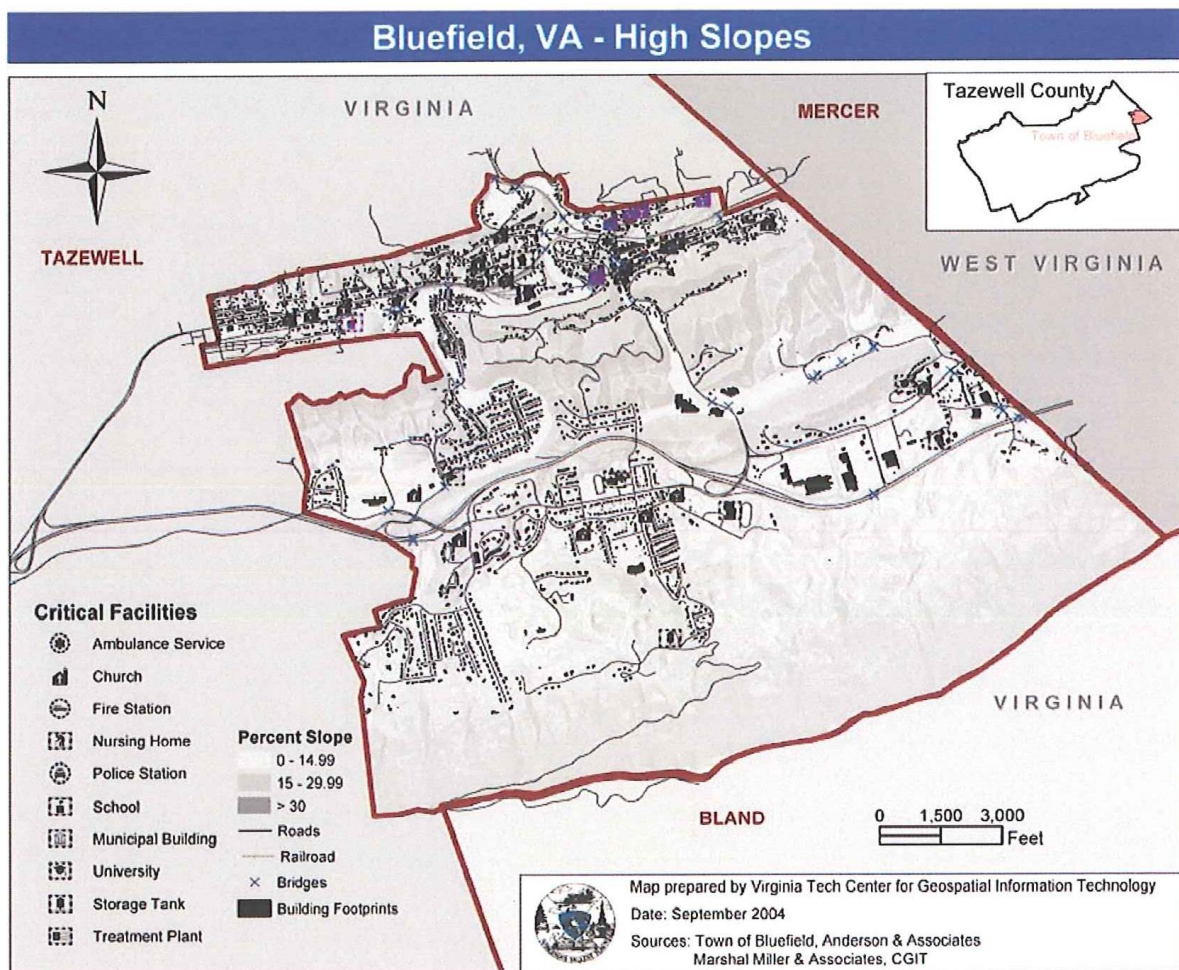 Bluefield, VA - High Slopes
N
VIRGINIA
MERCER
Tazewell County
Town of Bluefield
TAZEWELL
WEST VIRGINIA
Critical Facilities
Ambulance Service
Church
Fire Station
Nursing Home
Police Station
School
Municipal Building
University
Storage Tank
Treatment Plant
Percent Slope
0 - 14.99
15 - 29.99
> 30
Roads
Railroad
Bridges
Building Footprints
VIRGINIA
BLAND
0 1,500 3,000
Feet
Map prepared by Virginia Tech Center for Geospatial Information Technology
Date: September 2004
Sources: Town of Bluefield, Anderson & Associates
Marshal Miller & Associates, CGIT